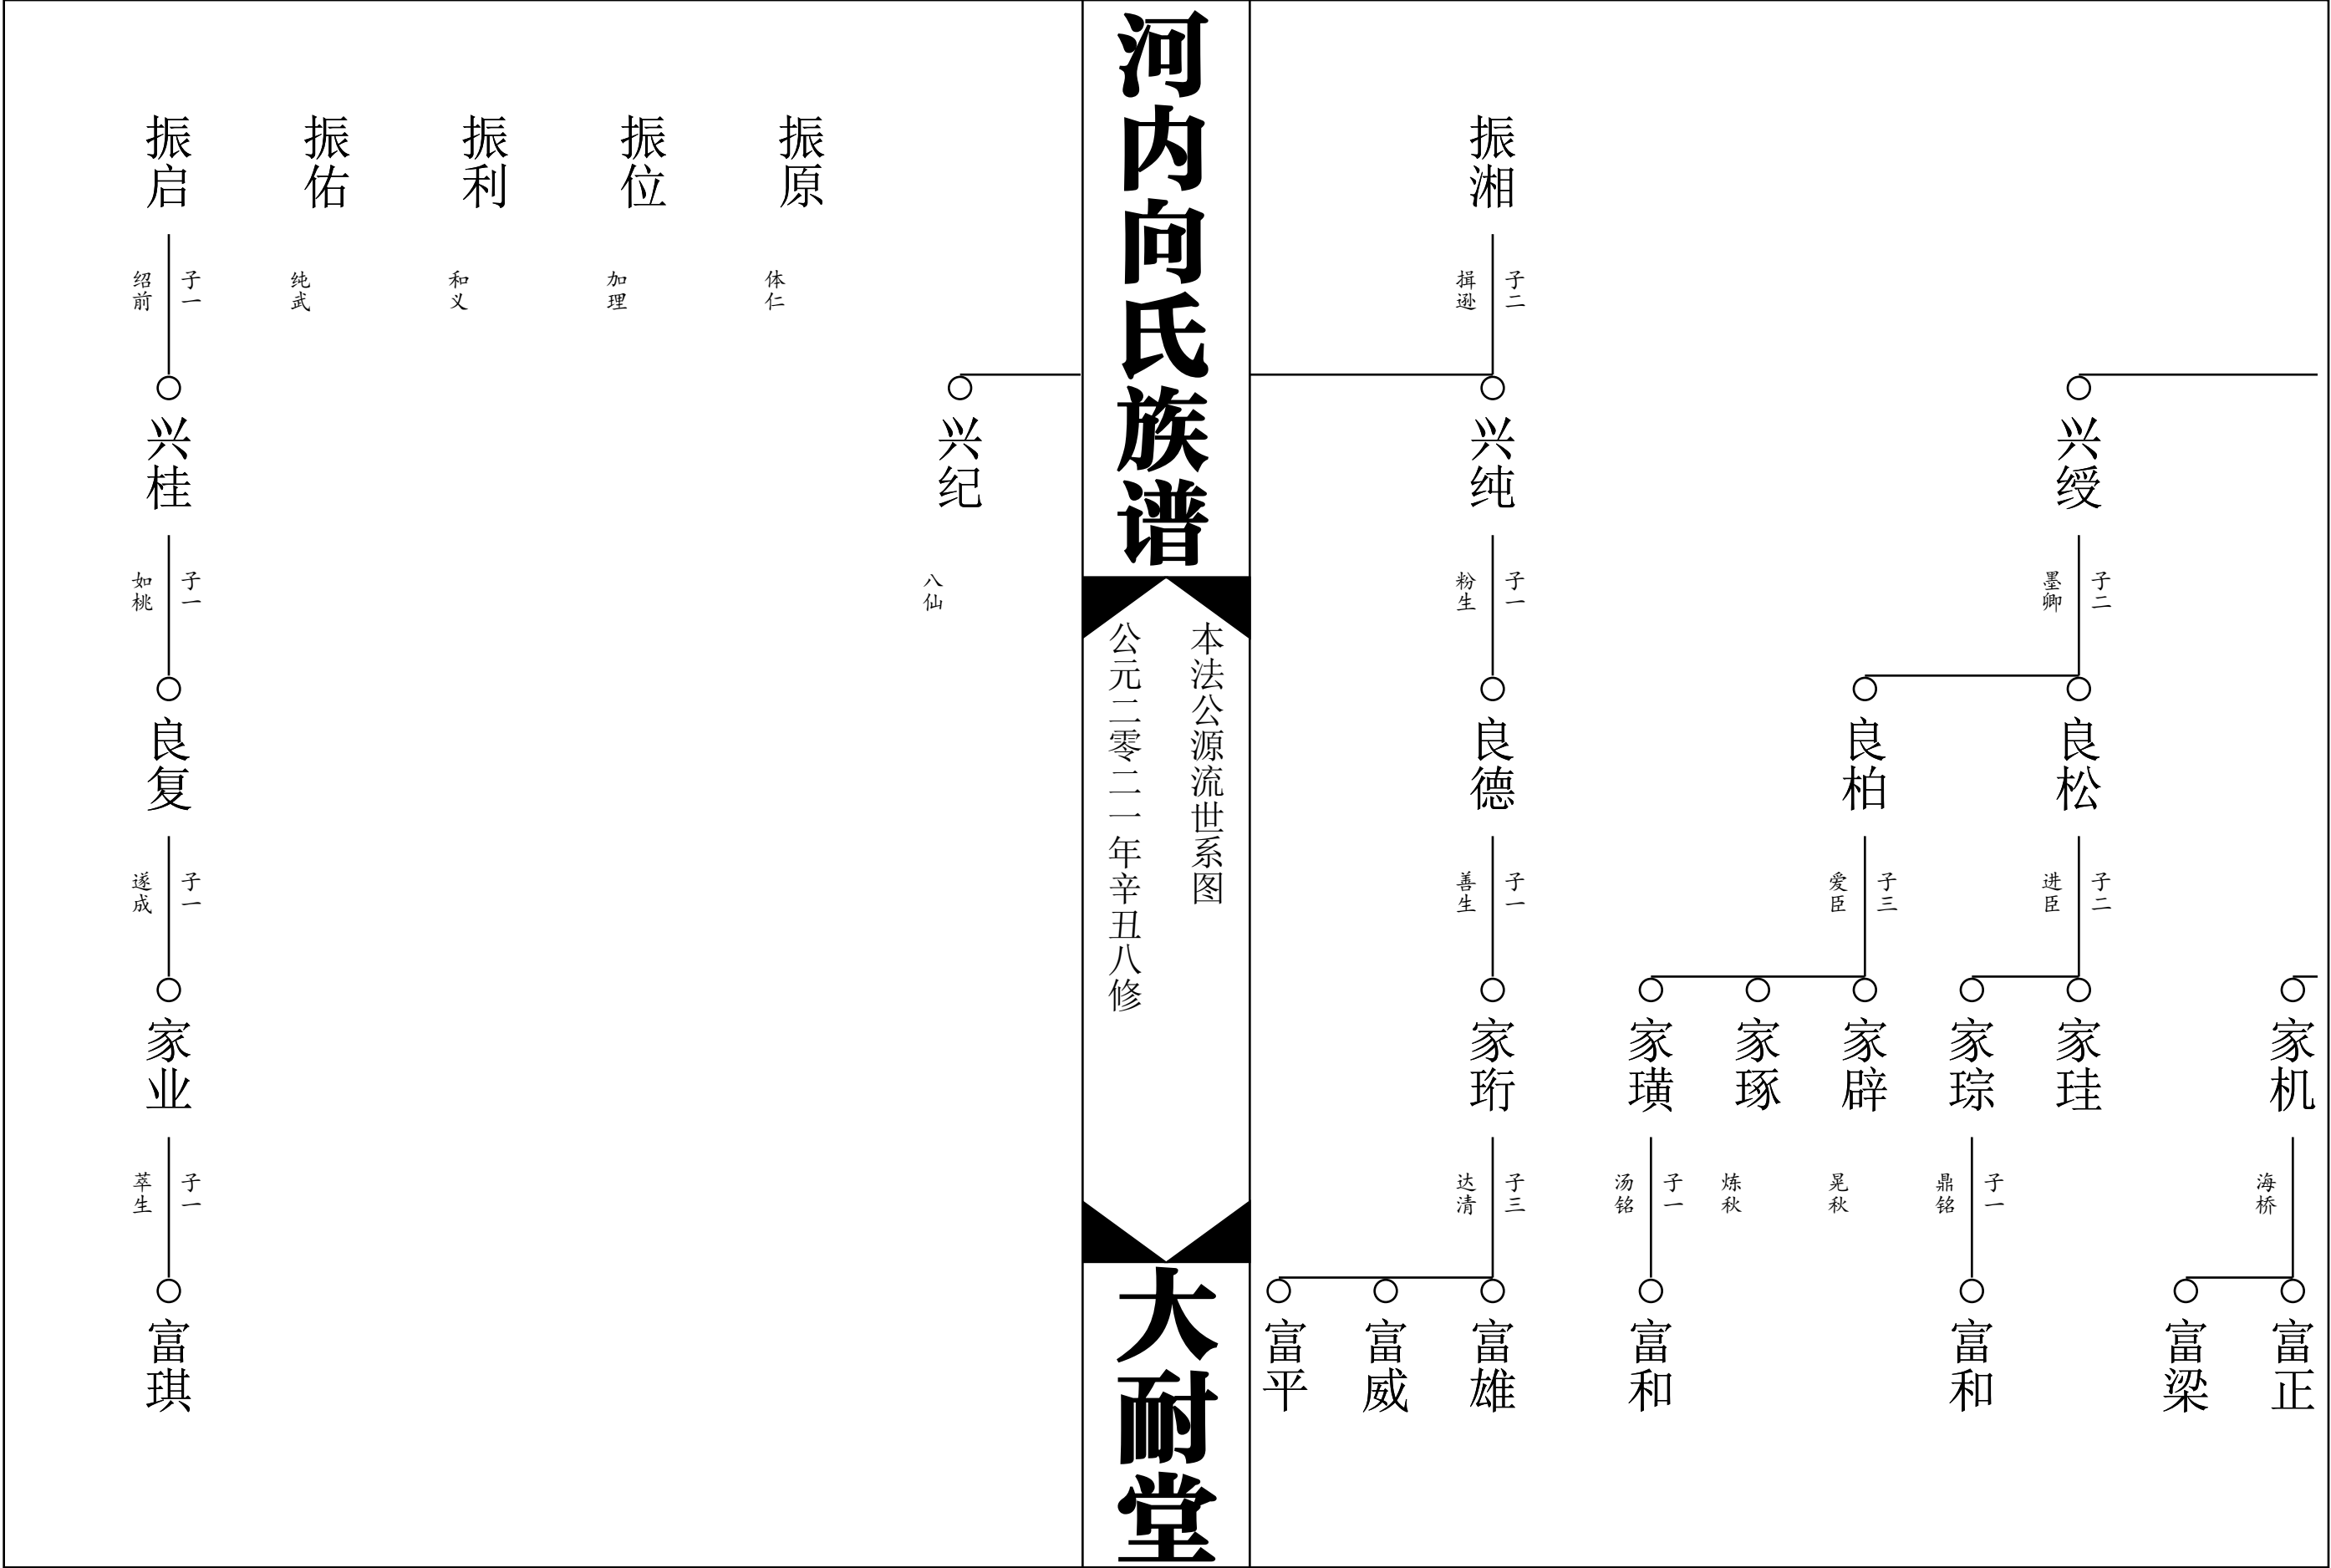 兴绶
子二
墨卿
良松
子二
进臣
良柏
子三
爱臣
家机
海桥
家珪
家琮
子一
鼎铭
家辟
晃秋
家琢
炼秋
家璜
子一
汤铭
富正
富梁
富和
富和
振湘
子二
揖逊
兴纯
子一
粉生
良德
子一
善生
家珩
子三
达清
富雄
富威
富平
河内向氏族谱
本法公源流世系图
公元二零二一年辛丑八修
大耐堂
兴纪
八仙
振原
体仁
振位
加理
振利
和义
振佑
纯武
振启
子一
绍前
兴桂
子一
如桃
良复
子一
遂成
家业
子一
萃生
富琪